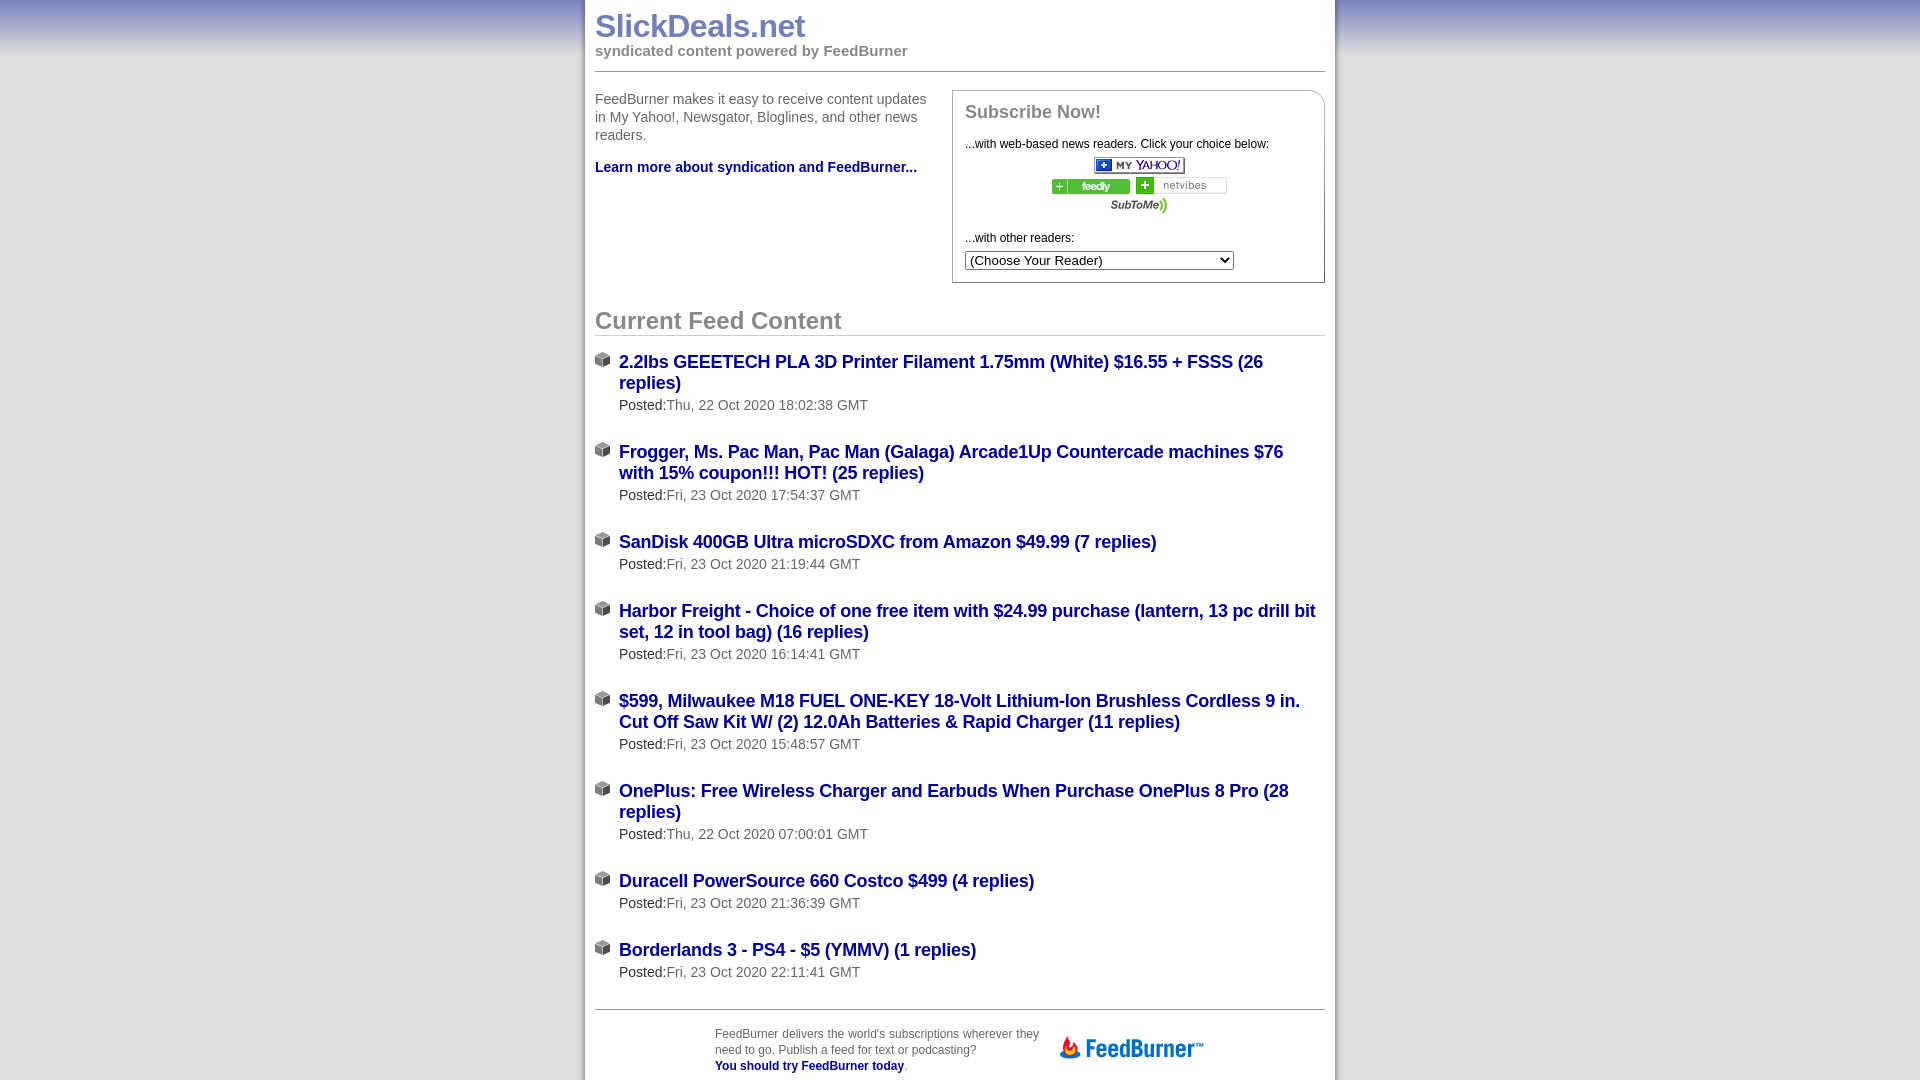 SlickDeals.net
syndicated content powered by FeedBurner
FeedBurner makes it easy to receive content updates
in My Yahoo!, Newsgator, Bloglines, and other news
readers.
Learn more about syndication and FeedBurner...
Subscribe Now!
...with web-based news readers. Click your choice below:
MY YAHOO!
feedly
netvibes
SubToMe
...with other readers:
(Choose Your Reader)
Current Feed Content
2.2lbs GEEETECH PLA 3D Printer Filament 1.75mm (White) $16.55 + FSSS (26
replies)
Posted:Thu, 22 Oct 2020 18:02:38 GMT
Frogger, Ms. Pac Man, Pac Man (Galaga) Arcade1Up Countercade machines $76
with 15% coupon!!! HOT! (25 replies)
Posted:Fri, 23 Oct 2020 17:54:37 GMT
SanDisk 400GB Ultra microSDXC from Amazon $49.99 (7 replies)
Posted:Fri, 23 Oct 2020 21:19:44 GMT
Harbor Freight - Choice of one free item with $24.99 purchase (lantern, 13 pc drill bit
set, 12 in tool bag) (16 replies)
Posted:Fri, 23 Oct 2020 16:14:41 GMT
$599, Milwaukee M18 FUEL ONE-KEY 18-Volt Lithium-Ion Brushless Cordless 9 in.
Cut Off Saw Kit W/ (2) 12.0Ah Batteries & Rapid Charger (11 replies)
Posted:Fri, 23 Oct 2020 15:48:57 GMT
OnePlus: Free Wireless Charger and Earbuds When Purchase OnePlus 8 Pro (28
replies)
Posted:Thu, 22 Oct 2020 07:00:01 GMT
Duracell PowerSource 660 Costco $499 (4 replies)
Posted:Fri, 23 Oct 2020 21:36:39 GMT
Borderlands 3 - PS4 - $5 (YMMV) (1 replies)
Posted:Fri, 23 Oct 2020 22:11:41 GMT
FeedBurner delivers the world's subscriptions wherever they
need to go. Publish a feed for text or podcasting?
You should try FeedBurner today.
FeedBurner™